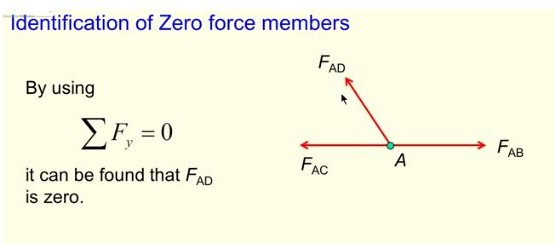 Identification of Zero force members
By using
∑F_y = 0
it can be found that F_AD
is zero.
F_AD
F_AC
A
F_AB